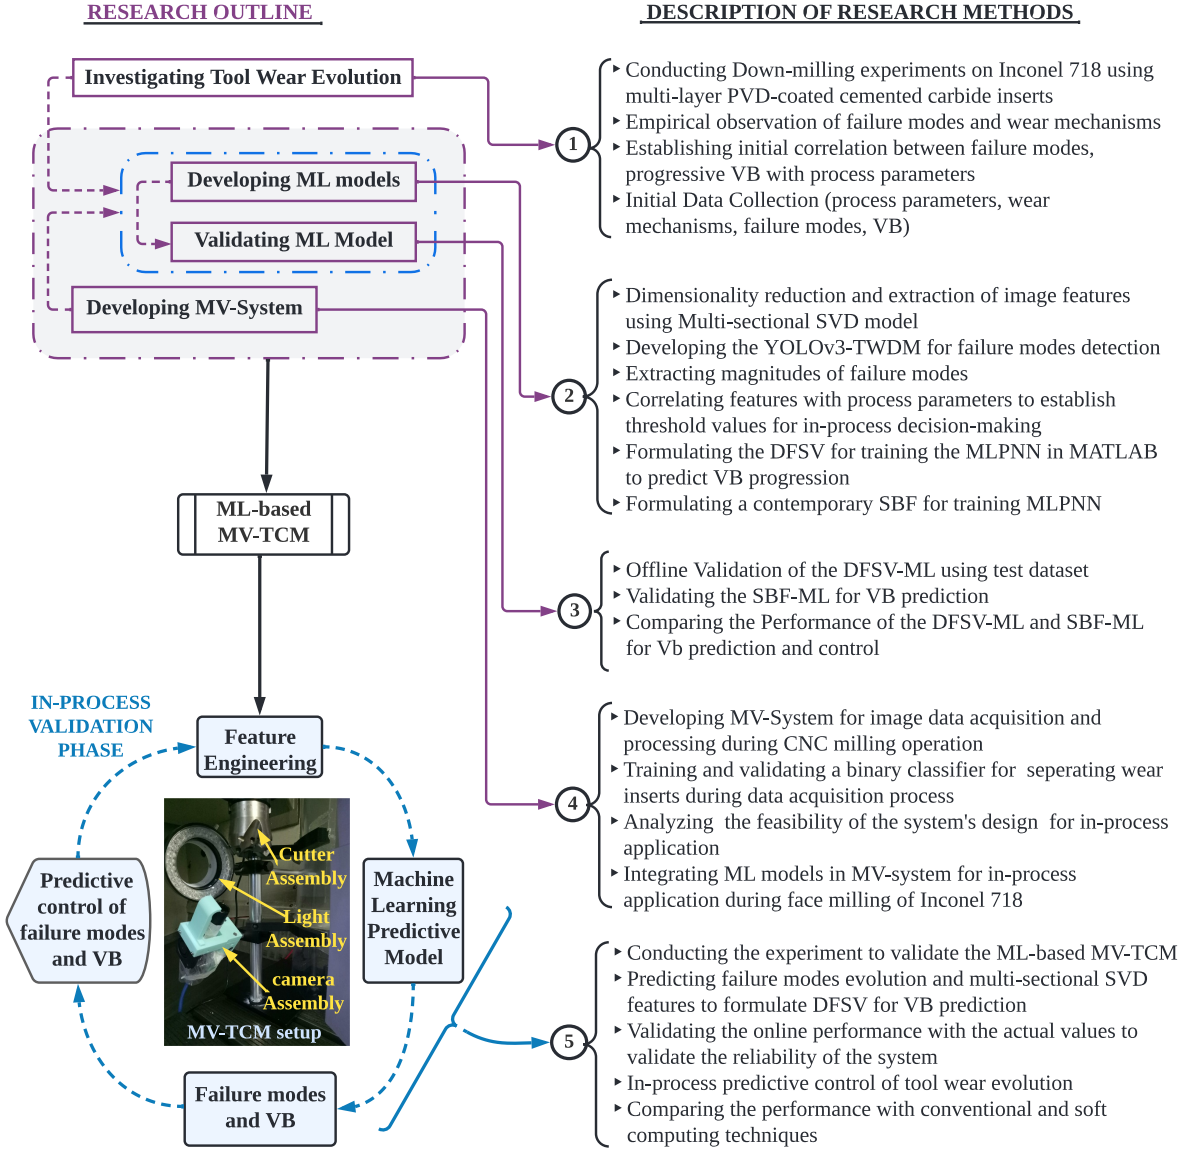 RESEARCH OUTLINE
Investigating Tool Wear Evolution
Developing ML models
Validating ML Model
Developing MV-System
ML-based
MV-TCM
IN-PROCESS
VALIDATION
PHASE
Feature
Engineering
Machine
Learning
Predictive
Model
Failure modes
and VB
Predictive
control of
failure modes
and VB
Cutter
Assembly
Light
Assembly
camera
Assembly
MV-TCM setup
DESCRIPTION OF RESEARCH METHODS
1
‣ Conducting Down-milling experiments on Inconel 718 using
multi-layer PVD-coated cemented carbide inserts
‣ Empirical observation of failure modes and wear mechanisms
‣ Establishing initial correlation between failure modes,
progressive VB with process parameters
‣ Initial Data Collection (process parameters, wear
mechanisms, failure modes, VB)
2
‣ Dimensionality reduction and extraction of image features
using Multi-sectional SVD model
‣ Developing the YOLOv3-TWDM for failure modes detection
‣ Extracting magnitudes of failure modes
‣ Correlating features with process parameters to establish
threshold values for in-process decision-making
‣ Formulating the DFSV for training the MLPNN in MATLAB
to predict VB progression
‣ Formulating a contemporary SBF for training MLPNN
3
‣ Offline Validation of the DFSV-ML using test dataset
‣ Validating the SBF-ML for VB prediction
‣ Comparing the Performance of the DFSV-ML and SBF-ML
for Vb prediction and control
4
‣ Developing MV-System for image data acquisition and
processing during CNC milling operation
‣ Training and validating a binary classifier for seperating wear
inserts during data acquisition process
‣ Analyzing the feasibility of the system's design for in-process
application
‣ Integrating ML models in MV-system for in-process
application during face milling of Inconel 718
5
‣ Conducting the experiment to validate the ML-based MV-TCM
‣ Predicting failure modes evolution and multi-sectional SVD
features to formulate DFSV for VB prediction
‣ Validating the online performance with the actual values to
validate the reliability of the system
‣ In-process predictive control of tool wear evolution
‣ Comparing the performance with conventional and soft
computing techniques